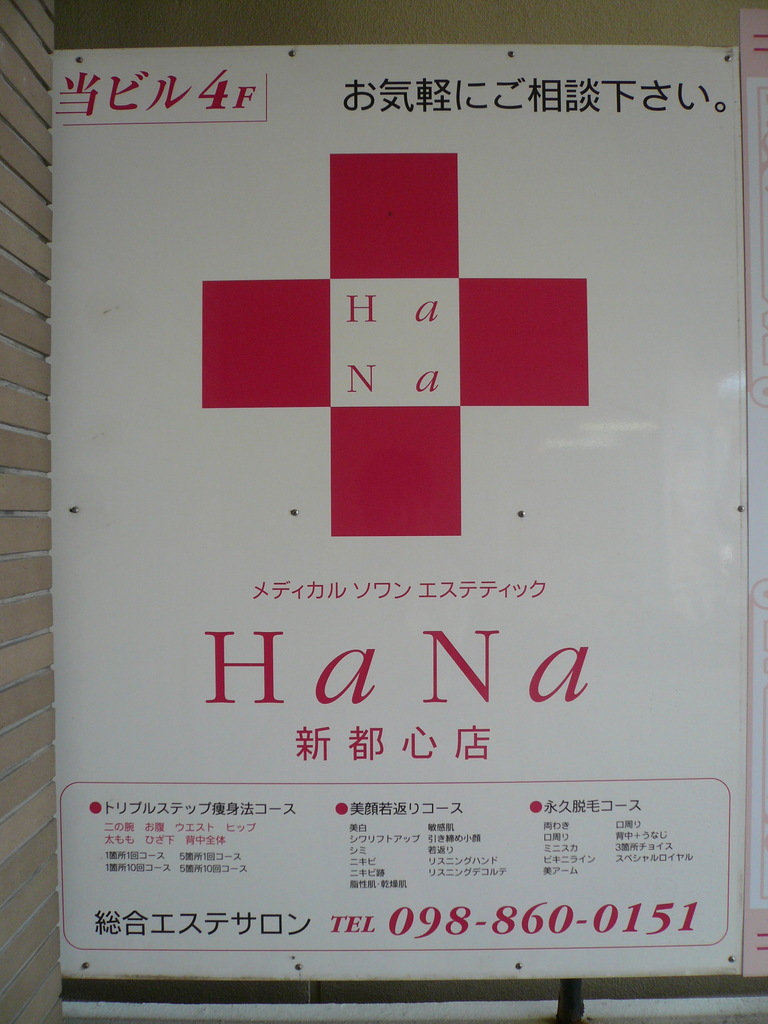 当ビル4F
お気軽にご相談下さい。
Ha
Na
メディカル ソワン エステティック
HaNa
新都心店
●トリプルステップ痩身法コース
二の腕 お腹 ウエスト ヒップ
太もも ひざ下 背中全体
1箇所1回コース 5箇所1回コース
1箇所10回コース 5箇所10回コース
●美顔若返りコース
美白 敏感肌
シワリフトアップ 引き締め小顔
シミ 若返り
ニキビ リスニングハンド
ニキビ跡 リスニングデコルテ
脂性肌・乾燥肌
●永久脱毛コース
両わき 口周り
口周り 背中+うなじ
ミニスカ 3箇所チョイス
ビキニライン スペシャルロイヤル
美アーム
総合エステサロン TEL 098-860-0151